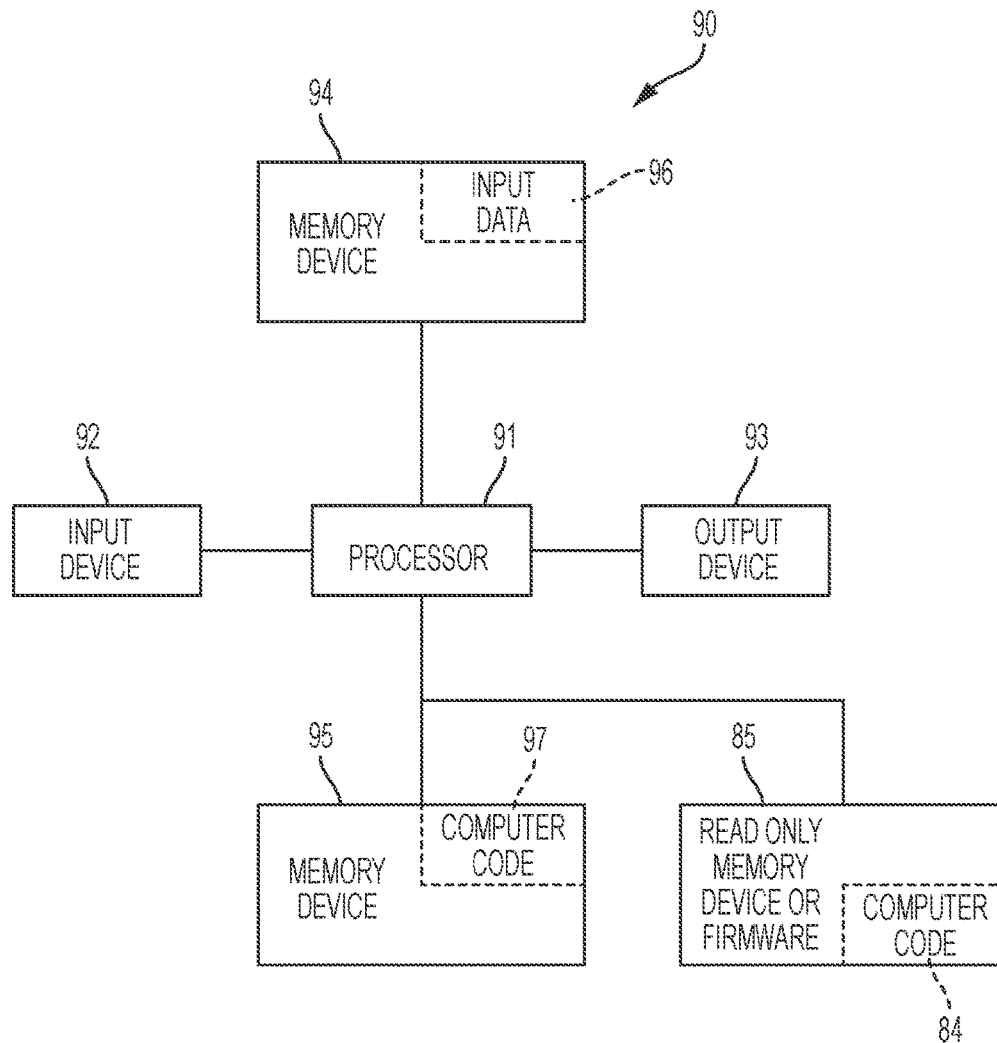 90
94
INPUT
DATA
96
MEMORY
DEVICE
92
91
93
INPUT
DEVICE
PROCESSOR
OUTPUT
DEVICE
95
97
85
COMPUTER
CODE
MEMORY
DEVICE
READ ONLY
MEMORY
DEVICE OR
FIRMWARE
COMPUTER
CODE
84